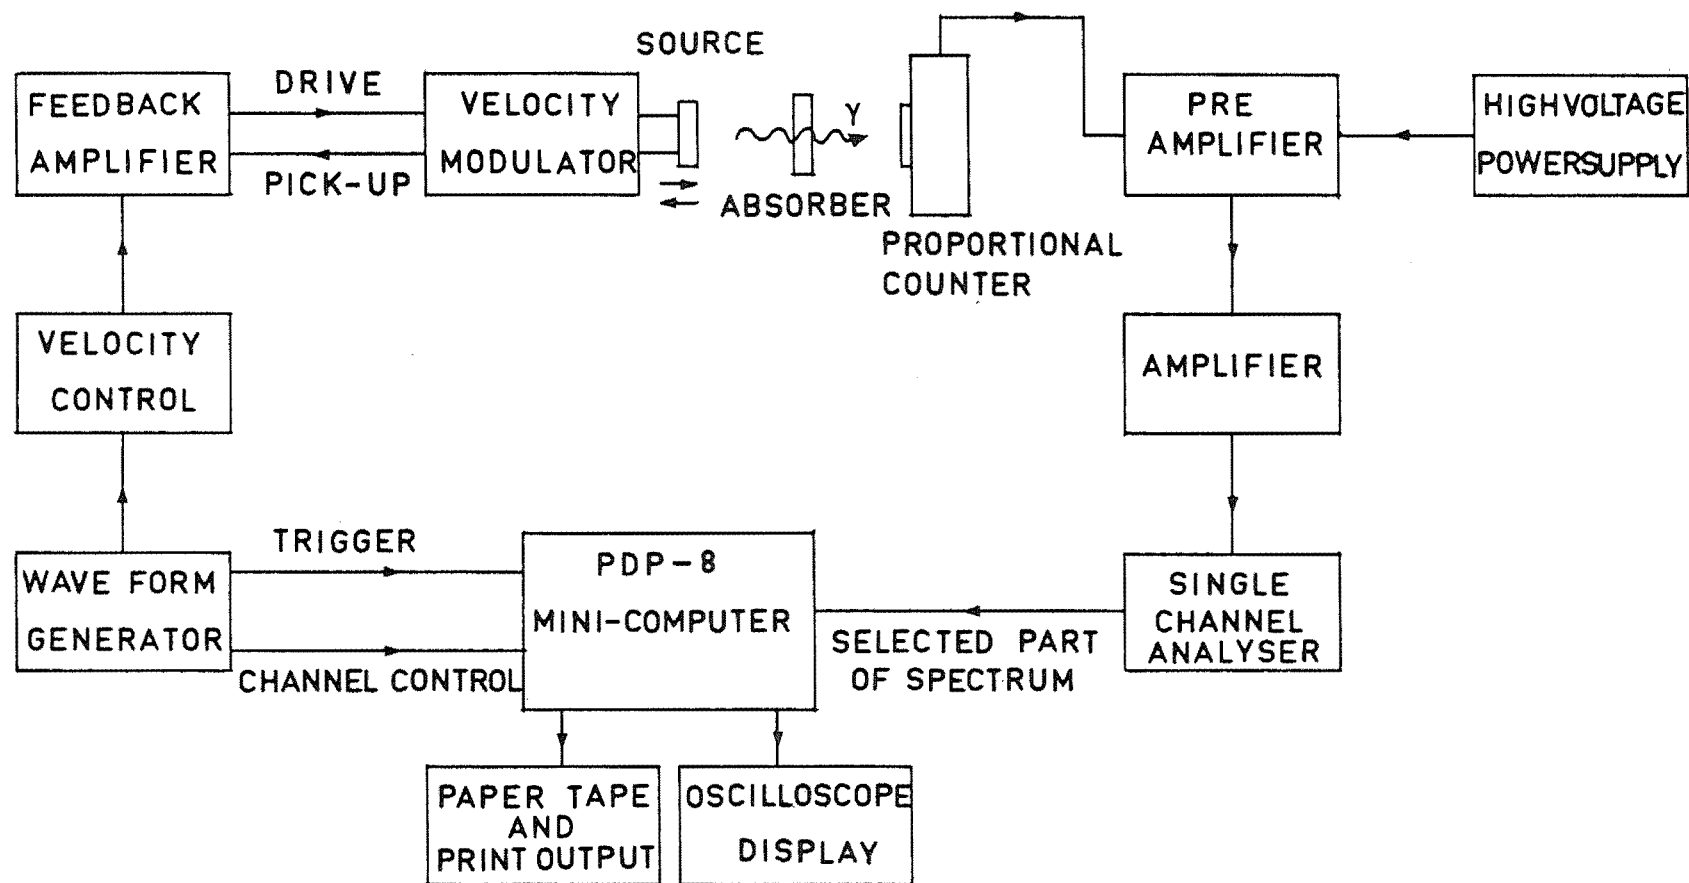 SOURCE
FEEDBACK
AMPLIFIER
DRIVE
PICK-UP
VELOCITY
MODULATOR
γ
ABSORBER
PROPORTIONAL
COUNTER
PRE
AMPLIFIER
HIGH VOLTAGE
POWERSUPPLY
VELOCITY
CONTROL
AMPLIFIER
WAVE FORM
GENERATOR
TRIGGER
CHANNEL CONTROL
PDP-8
MINI-COMPUTER
SELECTED PART
OF SPECTRUM
SINGLE
CHANNEL
ANALYSER
PAPER TAPE
AND
PRINT OUTPUT
OSCILLOSCOPE
DISPLAY